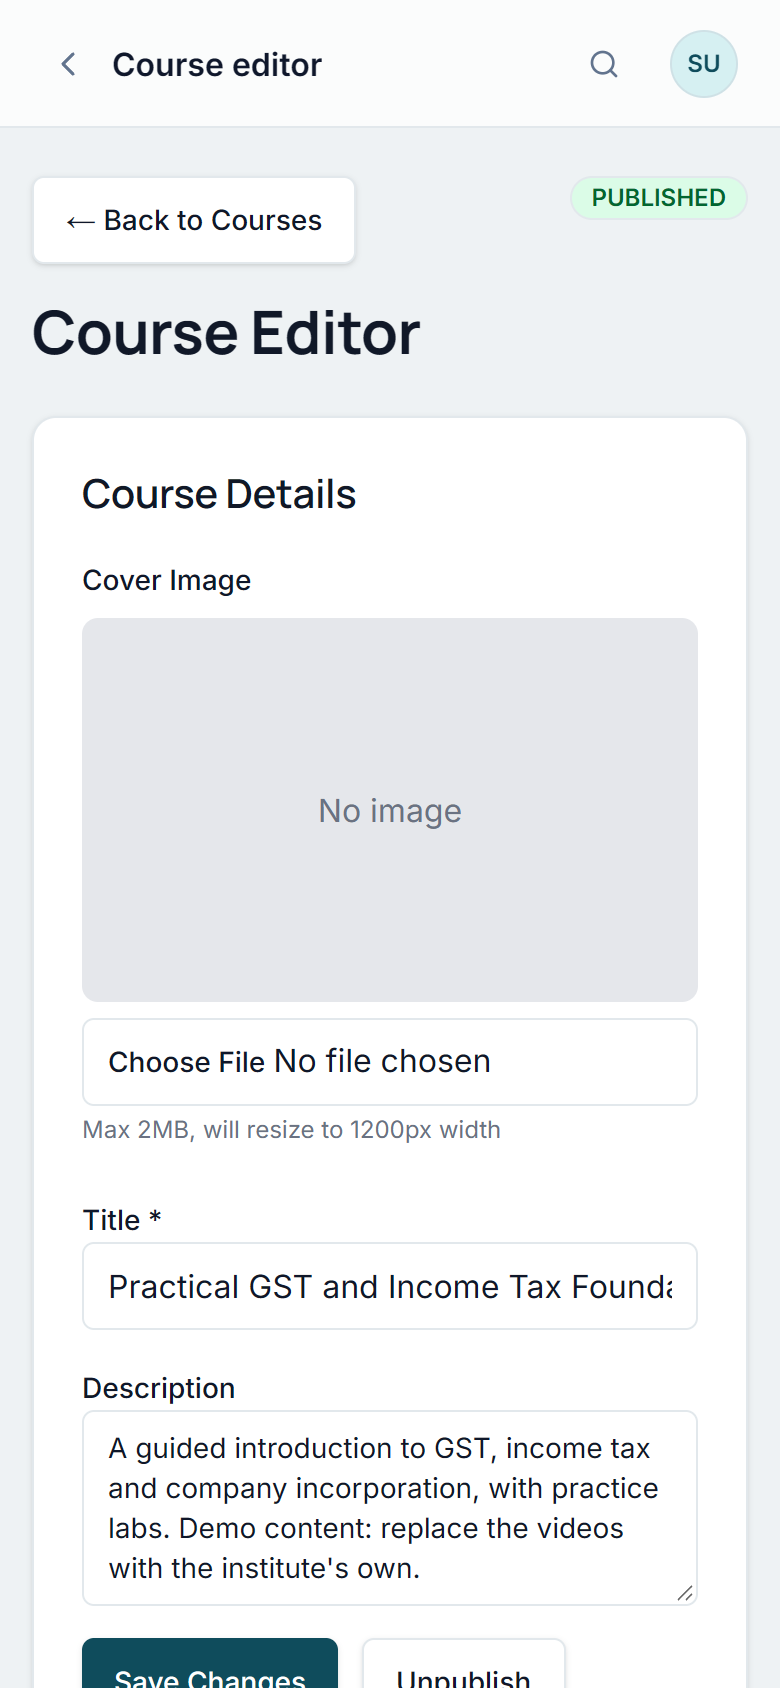 Course editor
SU
← Back to Courses
PUBLISHED
Course Editor
Course Details
Cover Image
No image
Choose File No file chosen
Max 2MB, will resize to 1200px width
Title *
Practical GST and Income Tax Founda
Description
A guided introduction to GST, income tax
and company incorporation, with practice
labs. Demo content: replace the videos
with the institute's own.
Save Changes
Unpublish